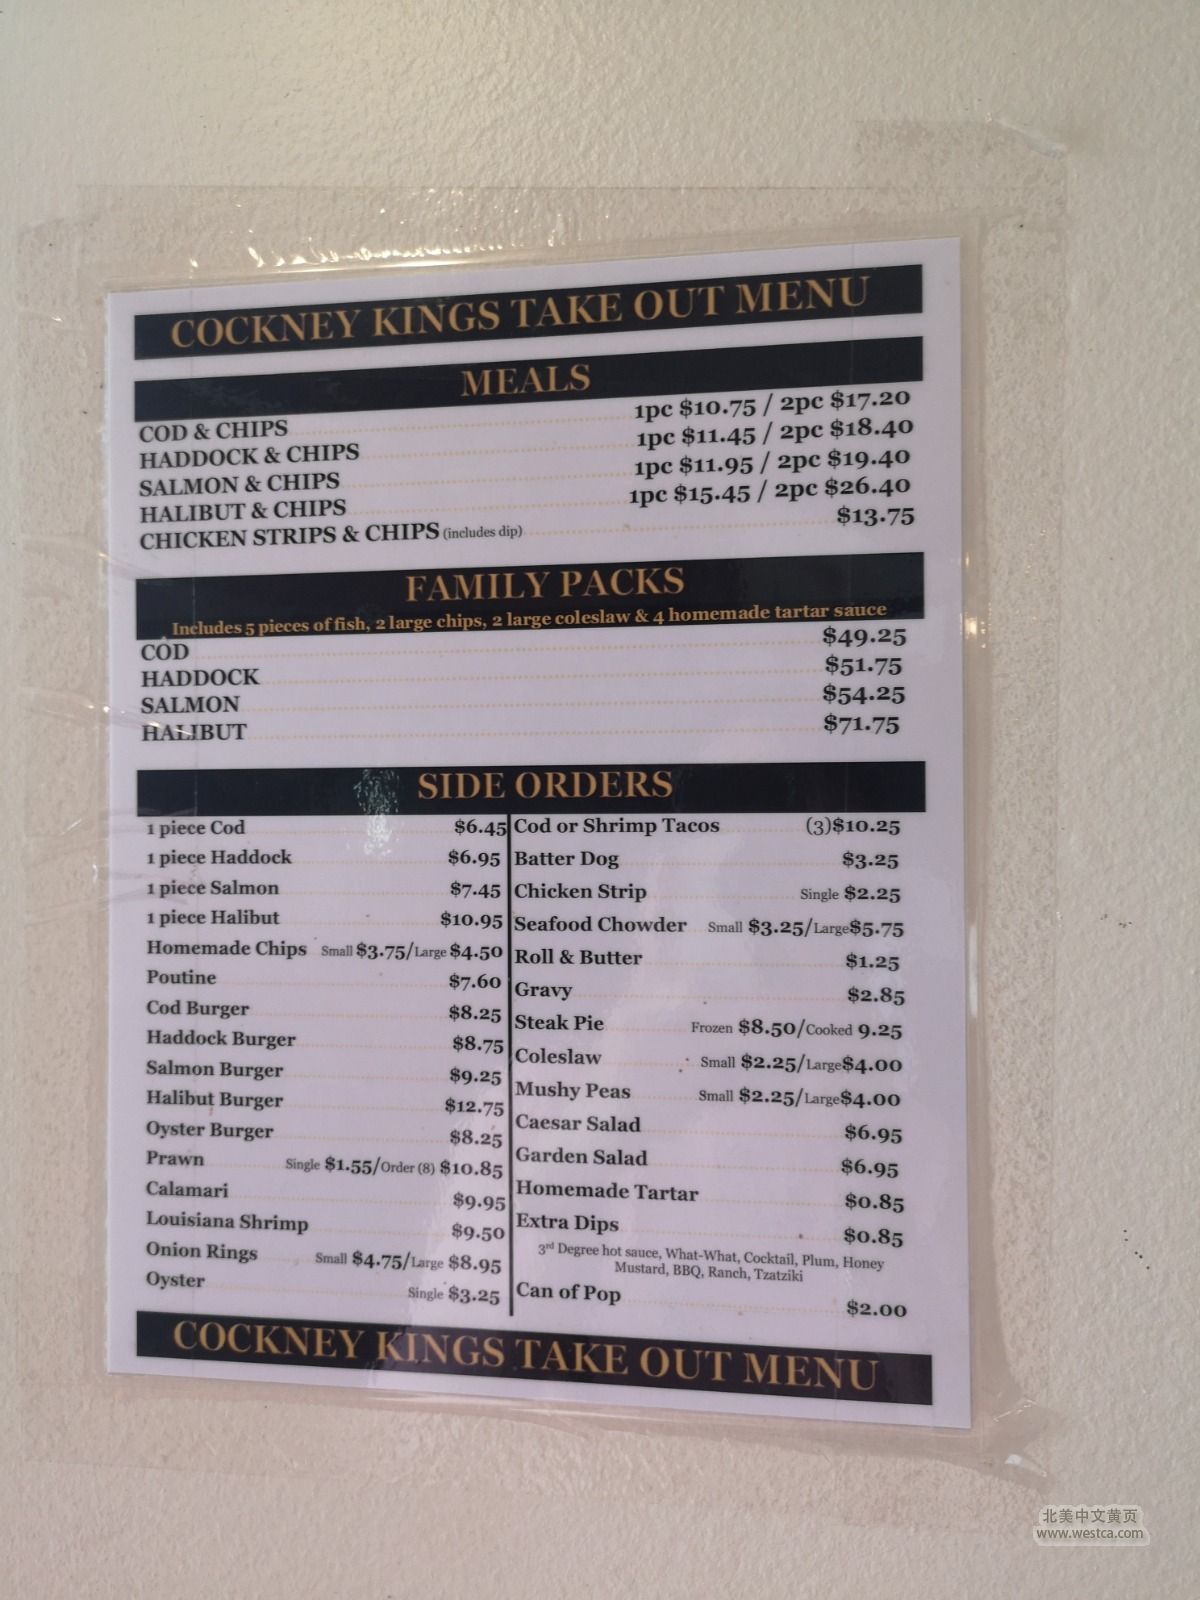 COCKNEY KINGS TAKE OUT MENU
MEALS
COD & CHIPS 1pc $10.75 / 2pc $17.20
HADDOCK & CHIPS 1pc $11.45 / 2pc $18.40
SALMON & CHIPS 1pc $11.95 / 2pc $19.40
HALIBUT & CHIPS 1pc $15.45 / 2pc $26.40
CHICKEN STRIPS & CHIPS (includes dip) $13.75
FAMILY PACKS
Includes 5 pieces of fish, 2 large chips, 2 large coleslaw & 4 homemade tartar sauce
COD $49.25
HADDOCK $51.75
SALMON $54.25
HALIBUT $71.75
SIDE ORDERS
1 piece Cod $6.45
1 piece Haddock $6.95
1 piece Salmon $7.45
1 piece Halibut $10.95
Homemade Chips Small $3.75/Large $4.50
Poutine $7.60
Cod Burger $8.25
Haddock Burger $8.75
Salmon Burger $9.25
Halibut Burger $12.75
Oyster Burger $8.25
Prawn Single $1.55/Order (8) $10.85
Calamari $9.95
Louisiana Shrimp $9.50
Onion Rings Small $4.75/Large $8.95
Oyster Single $3.25
Cod or Shrimp Tacos (3)$10.25
Batter Dog $3.25
Chicken Strip Single $2.25
Seafood Chowder Small $3.25/Large$5.75
Roll & Butter $1.25
Gravy $2.85
Steak Pie Frozen $8.50/Cooked 9.25
Coleslaw Small $2.25/Large$4.00
Mushy Peas Small $2.25/Large$4.00
Caesar Salad $6.95
Garden Salad $6.95
Homemade Tartar $0.85
Extra Dips $0.85
3rd Degree hot sauce, What-What, Cocktail, Plum, Honey
Mustard, BBQ, Ranch, Tzatziki
Can of Pop $2.00
COCKNEY KINGS TAKE OUT MENU
北美中文黄页
www.westca.com